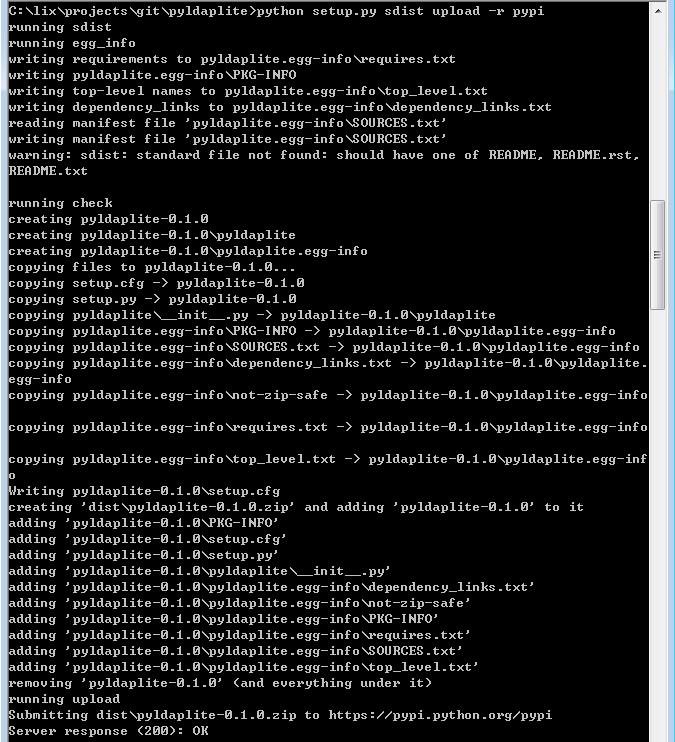 C:\lix\projects\git\pyldaplite>python setup.py sdist upload -r pypi
running sdist
running egg_info
writing requirements to pyldaplite.egg-info\requires.txt
writing pyldaplite.egg-info\PKG-INFO
writing top-level names to pyldaplite.egg-info\top_level.txt
writing dependency_links to pyldaplite.egg-info\dependency_links.txt
reading manifest file 'pyldaplite.egg-info\SOURCES.txt'
writing manifest file 'pyldaplite.egg-info\SOURCES.txt'
warning: sdist: standard file not found: should have one of README, README.rst,
README.txt
running check
creating pyldaplite-0.1.0
creating pyldaplite-0.1.0\pyldaplite
creating pyldaplite-0.1.0\pyldaplite.egg-info
copying files to pyldaplite-0.1.0...
copying setup.cfg -> pyldaplite-0.1.0
copying setup.py -> pyldaplite-0.1.0
copying pyldaplite\__init__.py -> pyldaplite-0.1.0\pyldaplite
copying pyldaplite.egg-info\PKG-INFO -> pyldaplite-0.1.0\pyldaplite.egg-info
copying pyldaplite.egg-info\SOURCES.txt -> pyldaplite-0.1.0\pyldaplite.egg-info
copying pyldaplite.egg-info\dependency_links.txt -> pyldaplite-0.1.0\pyldaplite.
egg-info
copying pyldaplite.egg-info\not-zip-safe -> pyldaplite-0.1.0\pyldaplite.egg-info
copying pyldaplite.egg-info\requires.txt -> pyldaplite-0.1.0\pyldaplite.egg-info
copying pyldaplite.egg-info\top_level.txt -> pyldaplite-0.1.0\pyldaplite.egg-inf
o
Writing pyldaplite-0.1.0\setup.cfg
creating 'dist\pyldaplite-0.1.0.zip' and adding 'pyldaplite-0.1.0' to it
adding 'pyldaplite-0.1.0\PKG-INFO'
adding 'pyldaplite-0.1.0\setup.cfg'
adding 'pyldaplite-0.1.0\setup.py'
adding 'pyldaplite-0.1.0\pyldaplite\__init__.py'
adding 'pyldaplite-0.1.0\pyldaplite.egg-info\dependency_links.txt'
adding 'pyldaplite-0.1.0\pyldaplite.egg-info\not-zip-safe'
adding 'pyldaplite-0.1.0\pyldaplite.egg-info\PKG-INFO'
adding 'pyldaplite-0.1.0\pyldaplite.egg-info\requires.txt'
adding 'pyldaplite-0.1.0\pyldaplite.egg-info\SOURCES.txt'
adding 'pyldaplite-0.1.0\pyldaplite.egg-info\top_level.txt'
removing 'pyldaplite-0.1.0' (and everything under it)
running upload
Submitting dist\pyldaplite-0.1.0.zip to https://pypi.python.org/pypi
Server response (200): OK